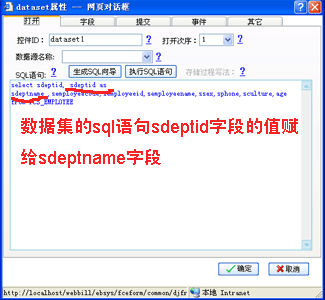 dataset属性 -- 网页对话框
打开 字段 提交 事件 其它
控件ID： dataset1 ? 打开次序： 1 ?
数据源名称： ?
SQL语句： ? 生成SQL向导 执行SQL语句 存储过程写法： ?
select sdeptid, sdeptid as
sdeptname ,semployeecode,semployeeid,semployeename,ssex,sphone,sculture,sage
数据集的sql语句sdeptid字段的值赋
给sdeptname字段
确定 取消
http://localhost/webbill/ebsys/fceform/common/djfr 本地 Intranet